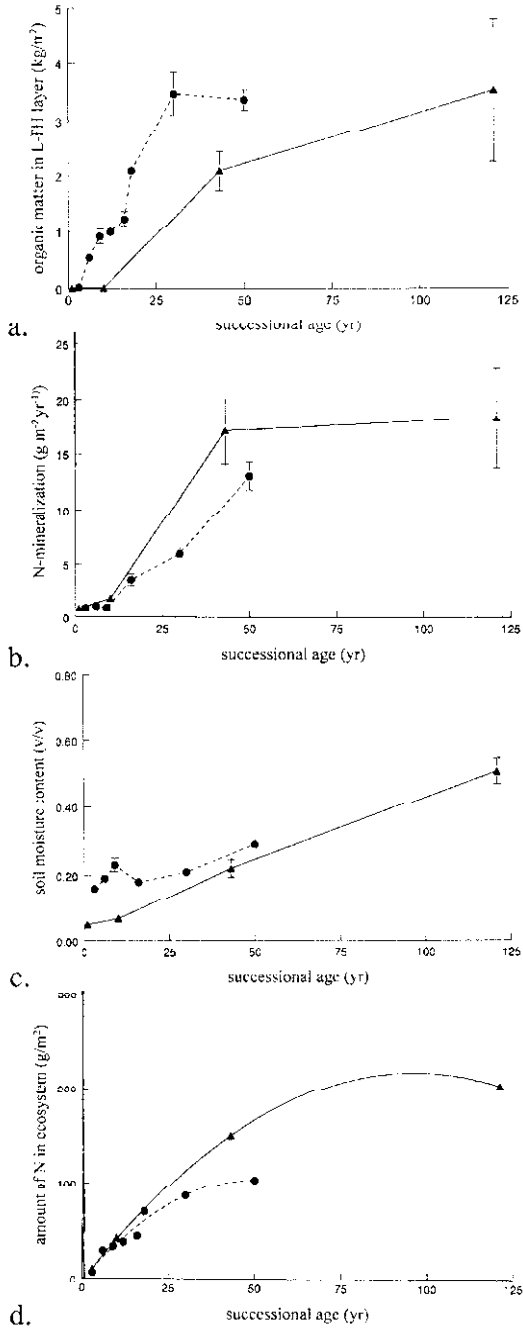 organic matter in L-FH layer (kg/m²)
5
4
3
2
1
0
0 25 50 75 100 125
successional age (yr)
a.
N-mineralization (g m⁻² yr⁻¹)
25
20
15
10
5
0
0 25 50 75 100 125
successional age (yr)
b.
soil moisture content (v/v)
0.80
0.60
0.40
0.20
0.00
0 25 50 75 100 125
successional age (yr)
c.
amount of N in ecosystem (g/m²)
300
200
100
0
0 25 50 75 100 125
successional age (yr)
d.